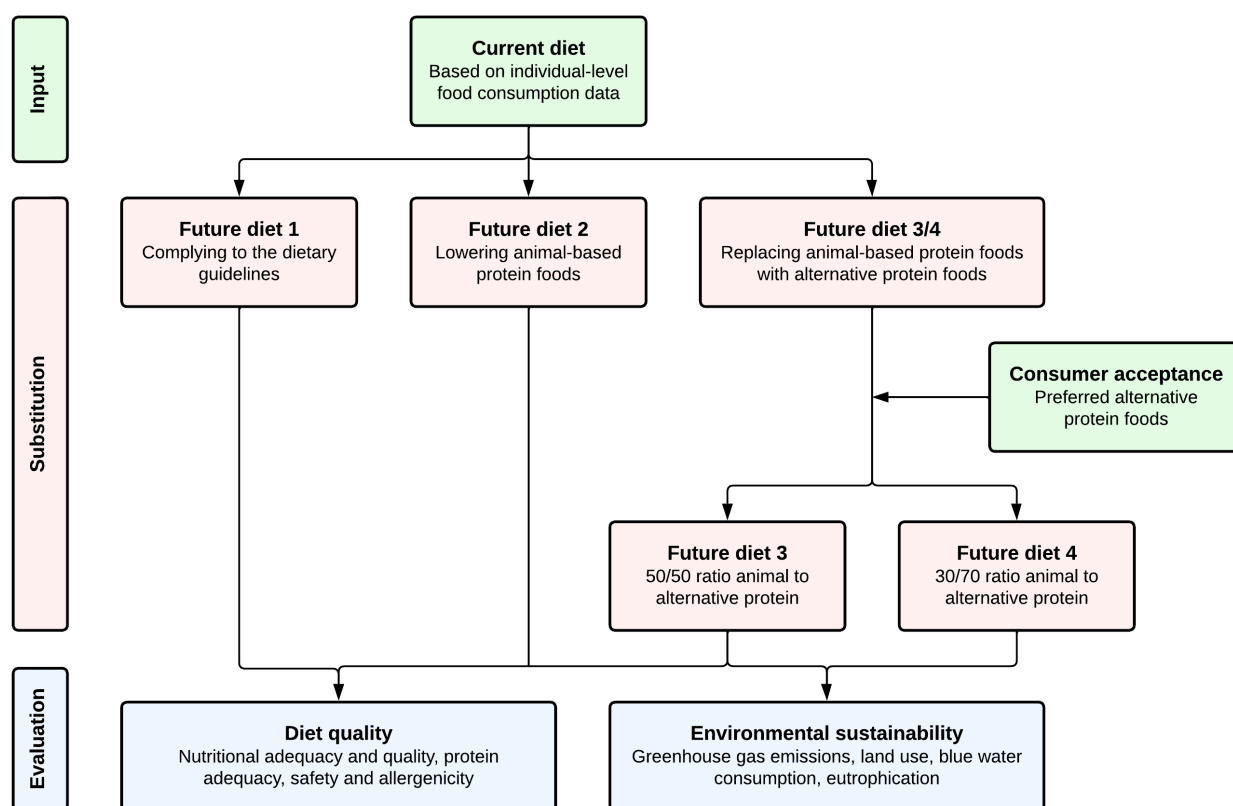 Input
Current diet
Based on individual-level
food consumption data
Substitution
Future diet 1
Complying to the dietary
guidelines
Future diet 2
Lowering animal-based
protein foods
Future diet 3/4
Replacing animal-based protein foods
with alternative protein foods
Consumer acceptance
Preferred alternative
protein foods
Future diet 3
50/50 ratio animal to
alternative protein
Future diet 4
30/70 ratio animal to
alternative protein
Evaluation
Diet quality
Nutritional adequacy and quality, protein
adequacy, safety and allergenicity
Environmental sustainability
Greenhouse gas emissions, land use, blue water
consumption, eutrophication